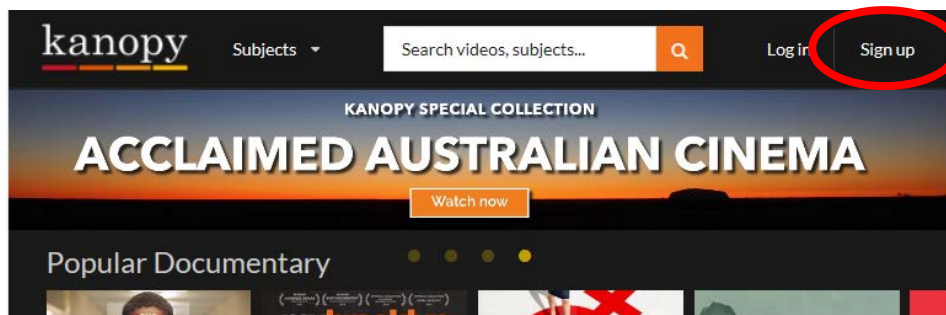 kanopy
Subjects
Search videos, subjects...
Log in
Sign up
KANOPY SPECIAL COLLECTION
ACCLAIMED AUSTRALIAN CINEMA
Watch now
Popular Documentary